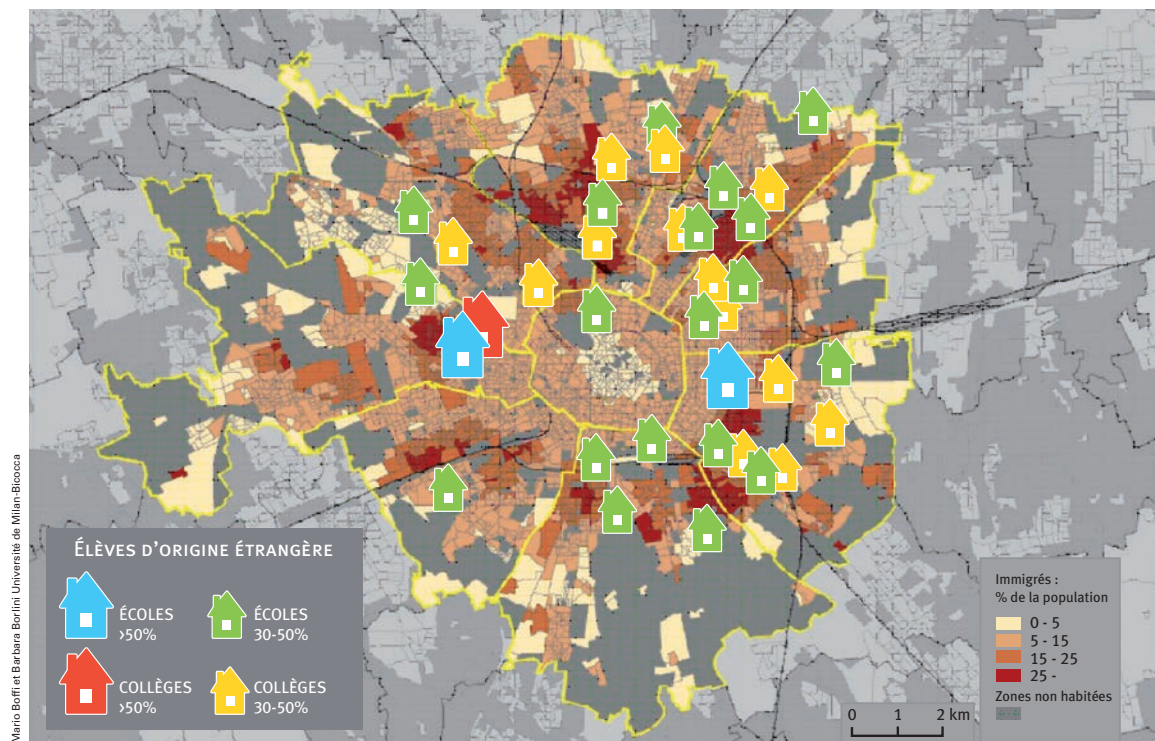 Mario Boffi et Barbara Borlini Université de Milan-Bicocca
ÉLÈVES D'ORIGINE ÉTRANGÈRE
ÉCOLES
>50%
ÉCOLES
30-50%
COLLÈGES
>50%
COLLÈGES
30-50%
0 1 2 km
Immigrés :
% de la population
0 - 5
5 - 15
15 - 25
25 -
Zones non habitées